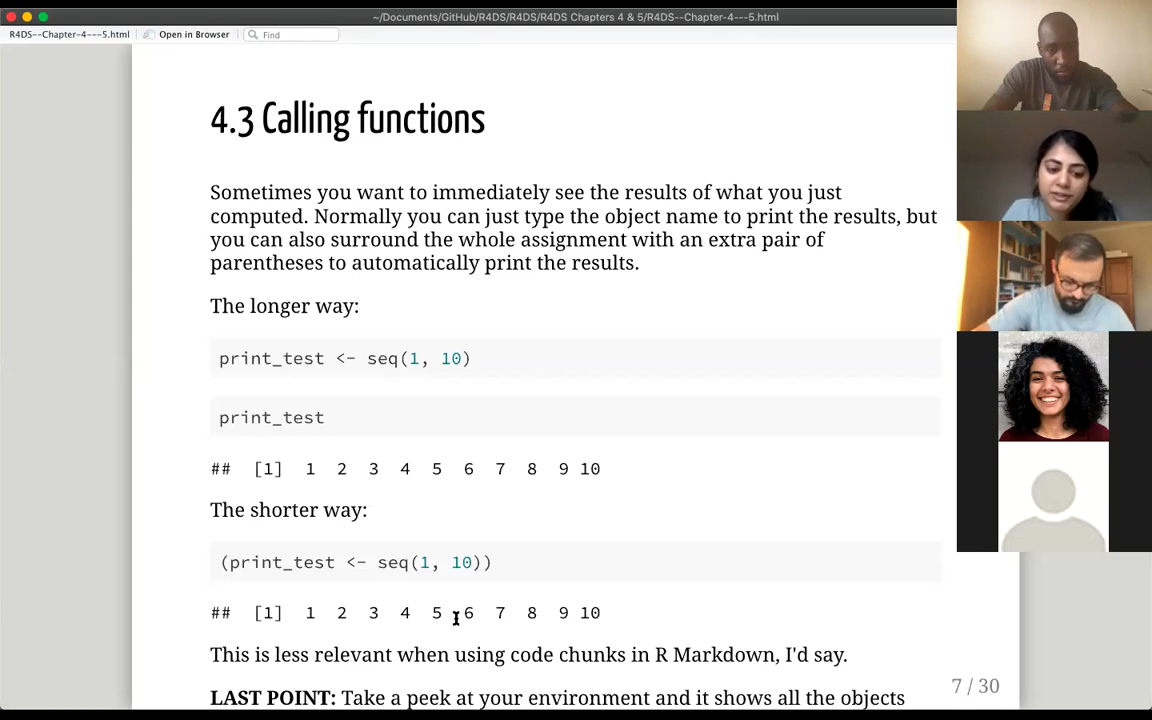 ~/Documents/GitHub/R4DS/R4DS/R4DS Chapters 4 & 5/R4DS--Chapter-4---5.html
R4DS--Chapter-4---5.html Open in Browser Find
4.3 Calling functions
Sometimes you want to immediately see the results of what you just
computed. Normally you can just type the object name to print the results, but
you can also surround the whole assignment with an extra pair of
parentheses to automatically print the results.
The longer way:
print_test <- seq(1, 10)
print_test
## [1] 1 2 3 4 5 6 7 8 9 10
The shorter way:
(print_test <- seq(1, 10))
## [1] 1 2 3 4 5 6 7 8 9 10
This is less relevant when using code chunks in R Markdown, I'd say.
LAST POINT: Take a peek at your environment and it shows all the objects
7 / 30